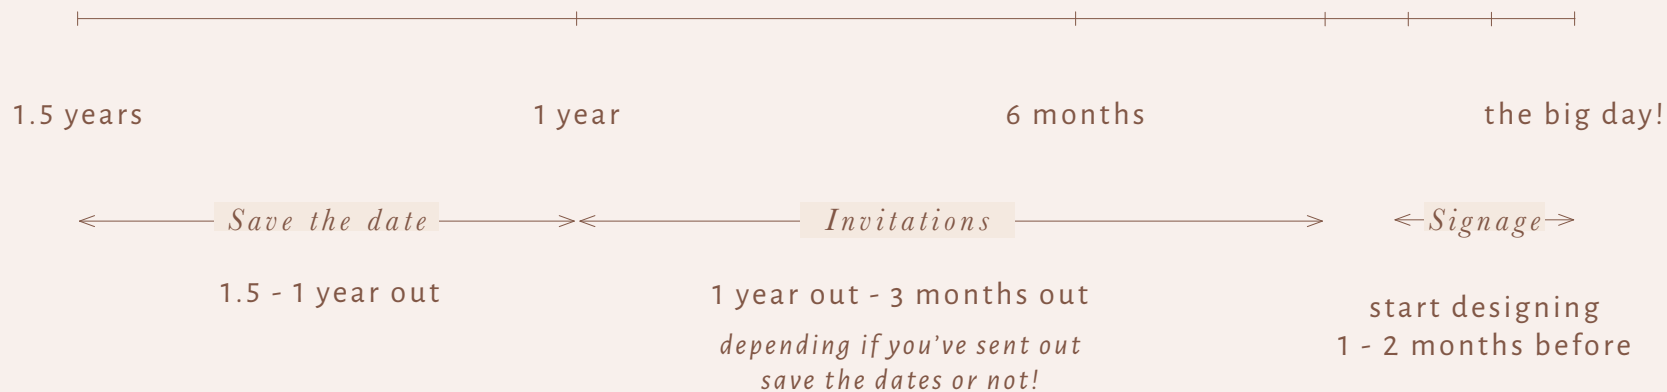 1.5 years
1 year
6 months
the big day!
Save the date
Invitations
Signage
1.5 - 1 year out
1 year out - 3 months out
depending if you've sent out
save the dates or not!
start designing
1 - 2 months before